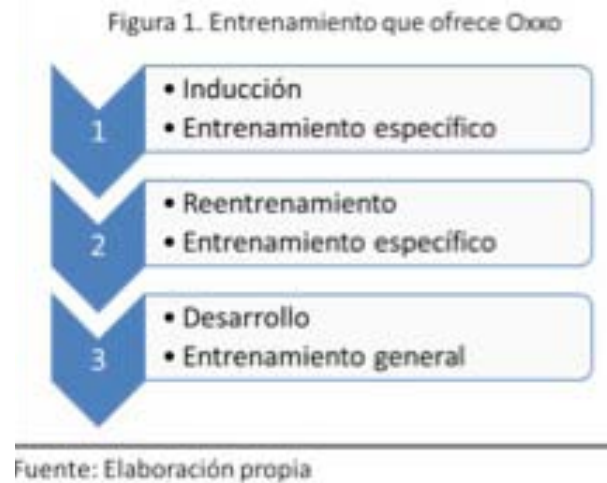 Figura 1. Entrenamiento que ofrece Oxxo
1
• Inducción
• Entrenamiento específico
2
• Reentrenamiento
• Entrenamiento específico
3
• Desarrollo
• Entrenamiento general
Fuente: Elaboración propia